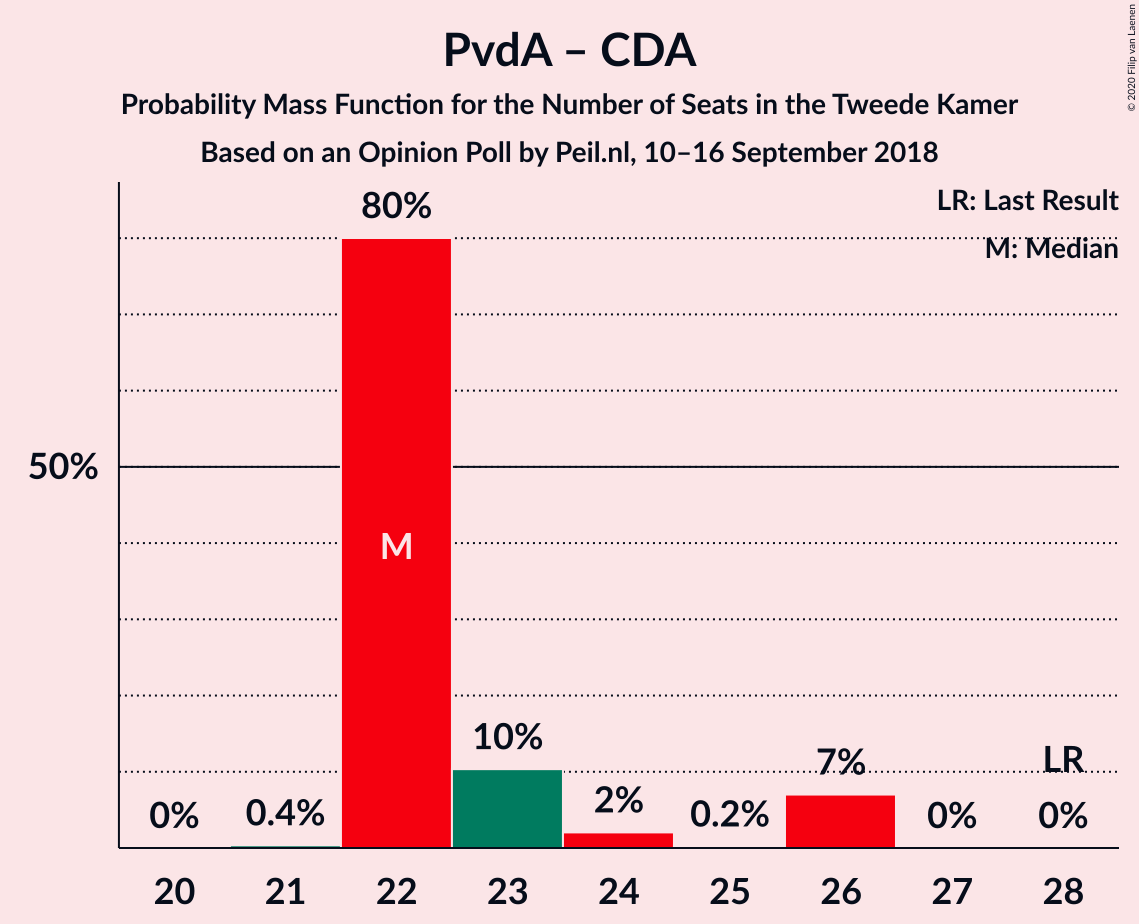 PvdA – CDA
Probability Mass Function for the Number of Seats in the Tweede Kamer
Based on an Opinion Poll by Peil.nl, 10–16 September 2018
© 2020 Filip van Laenen
LR: Last Result
M: Median
50%
0%
0.4%
80%
M
10%
2%
0.2%
7%
0%
LR
0%
20 21 22 23 24 25 26 27 28